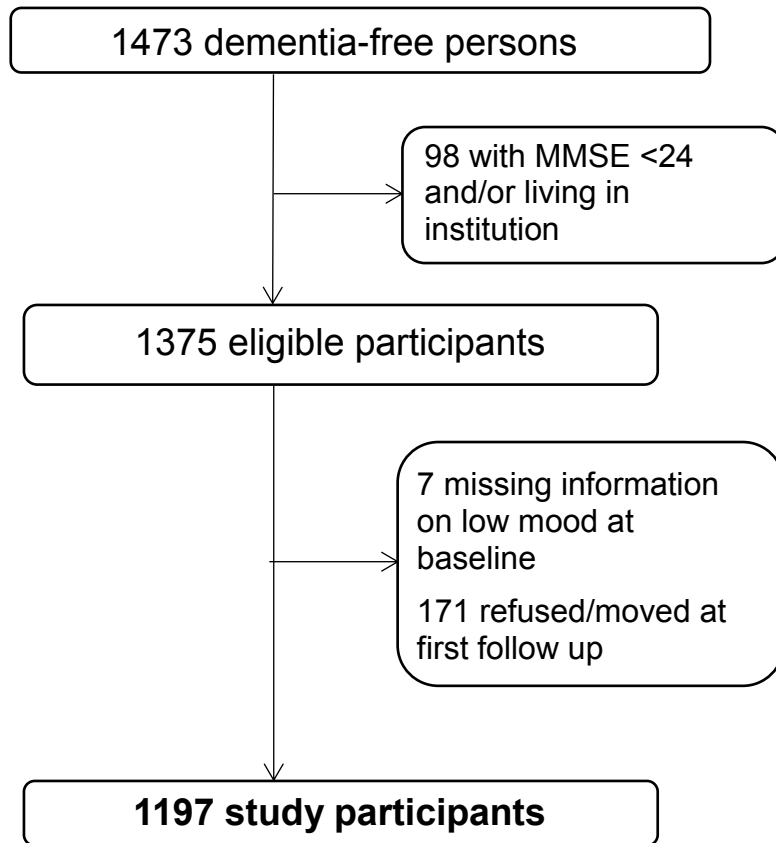 1473 dementia-free persons
98 with MMSE <24
and/or living in
institution
1375 eligible participants
7 missing information
on low mood at
baseline
171 refused/moved at
first follow up
1197 study participants